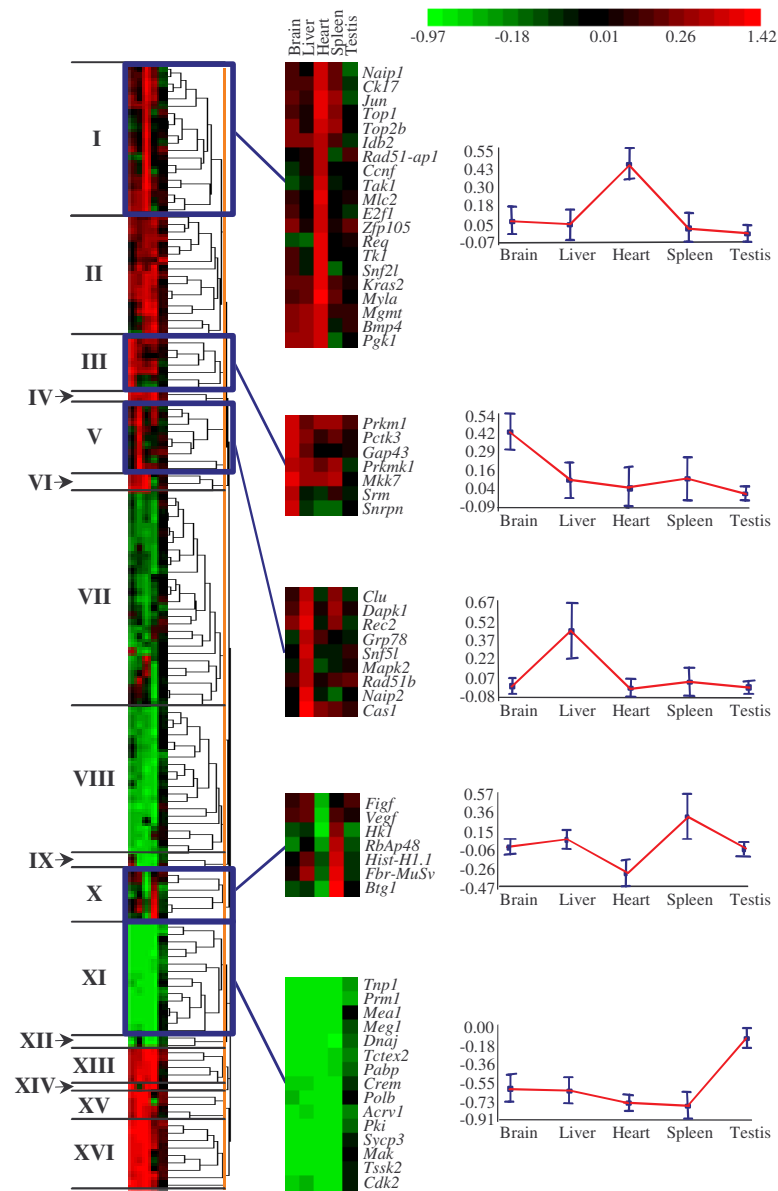 -0.97 -0.18 0.01 0.26 1.42
Brain Liver Heart Spleen Testis
I
II
III
IV
V
VI
VII
VIII
IX
X
XI
XII
XIII
XIV
XV
XVI
Naip1
Ck17
Jun
Top1
Top2b
Idb2
Rad51-ap1
Ccnf
Tak1
Mlc2
E2f1
Zfp105
Req
Tk1
Snf2l
Kras2
Myla
Mgmt
Bmp4
Pgk1
0.55
0.43
0.30
0.18
0.05
-0.07
Brain Liver Heart Spleen Testis
Prkm1
Pctk3
Gap43
Prkmk1
Mkk7
Srm
Snrpn
0.54
0.42
0.29
0.16
0.04
-0.09
Brain Liver Heart Spleen Testis
Clu
Dapk1
Rec2
Grp78
Snf5l
Mapk2
Rad51b
Naip2
Cas1
0.67
0.52
0.37
0.22
0.07
-0.08
Brain Liver Heart Spleen Testis
Figf
Vegf
Hk1
RbAp48
Hist-H1.1
Fbr-MuSv
Btg1
0.57
0.36
0.15
-0.06
-0.26
-0.47
Brain Liver Heart Spleen Testis
Tnp1
Prm1
Mea1
Meg1
Dnaj
Tctex2
Pabp
Crem
Polb
Acrv1
Pki
Sycp3
Mak
Tssk2
Cdk2
0.00
-0.18
-0.36
-0.55
-0.73
-0.91
Brain Liver Heart Spleen Testis